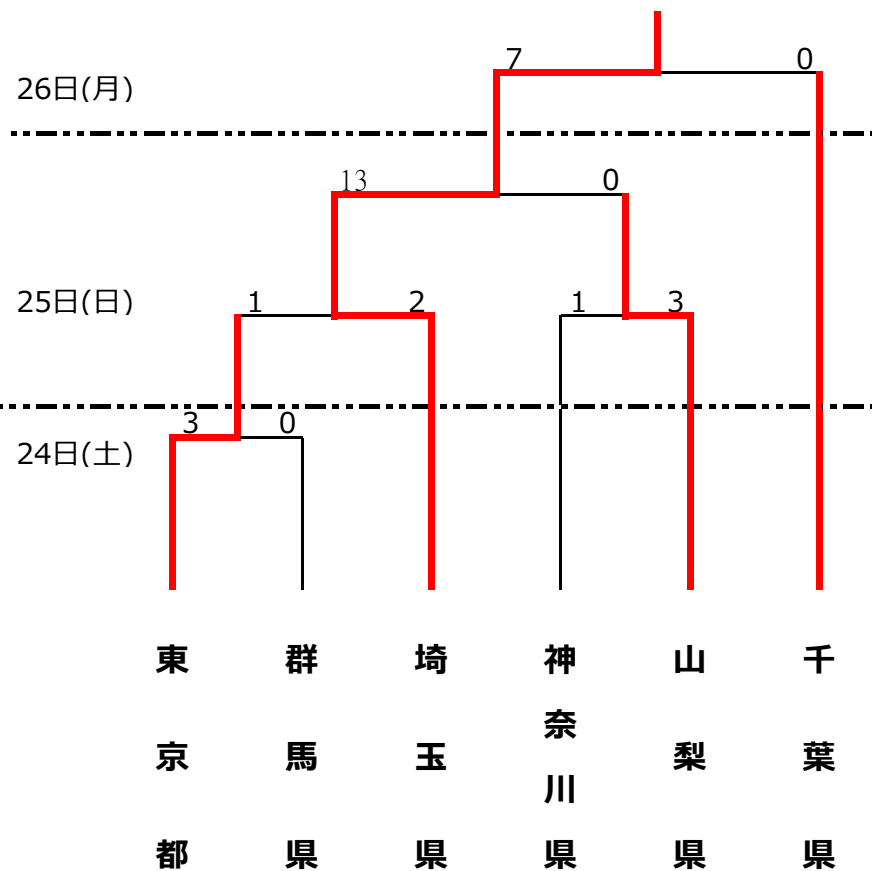 7 0
26日(月)
13 0
25日(日) 1 2 1 3
3 0
24日(土)
東京都
群馬県
埼玉県
神奈川県
山梨県
千葉県